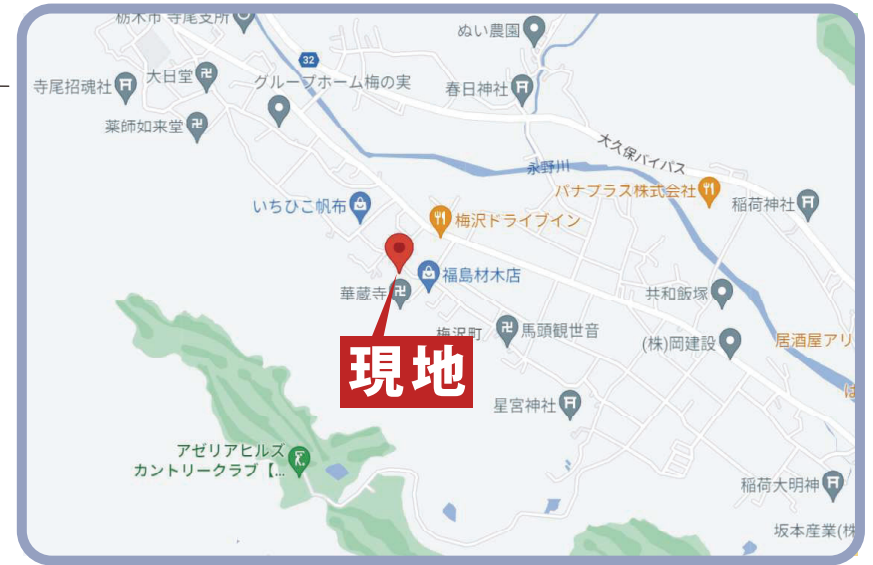 栃木市 寺尾支所
ぬい農園
32
寺尾招魂社
大日堂
グループホーム梅の実
春日神社
薬師如来堂
大久保バイパス
永野川
バナプラス株式会社
いちひこ帆布
稲荷神社
梅沢ドライブイン
福島材木店
華蔵寺
共和飯塚
梅沢町
馬頭観世音
(株)岡建設
居酒屋アリ
現地
は
星宮神社
アゼリアヒルズ
カントリークラブ【...
稲荷大明神
坂本産業(株